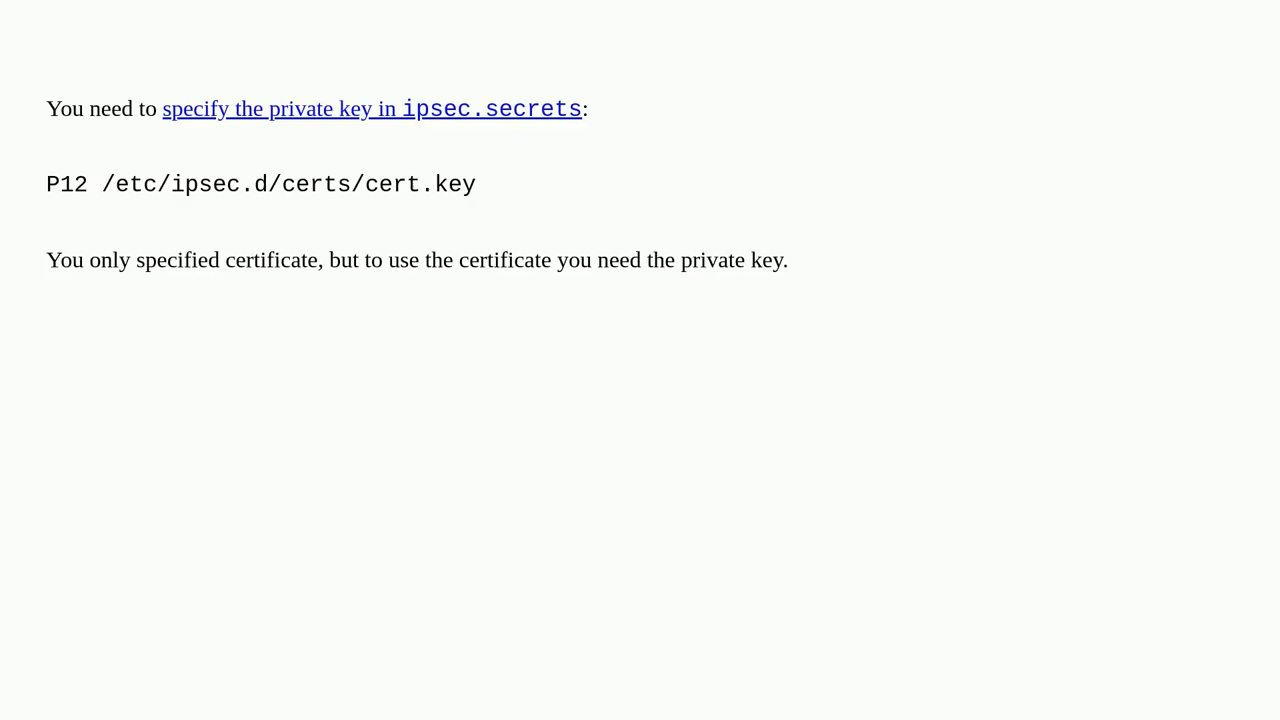 You need to specify the private key in ipsec.secrets:
P12 /etc/ipsec.d/certs/cert.key
You only specified certificate, but to use the certificate you need the private key.